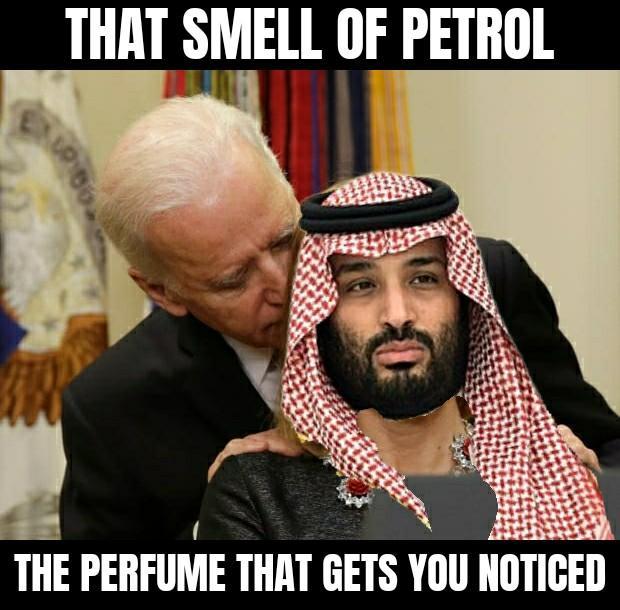 THAT SMELL OF PETROL
THE PERFUME THAT GETS YOU NOTICED